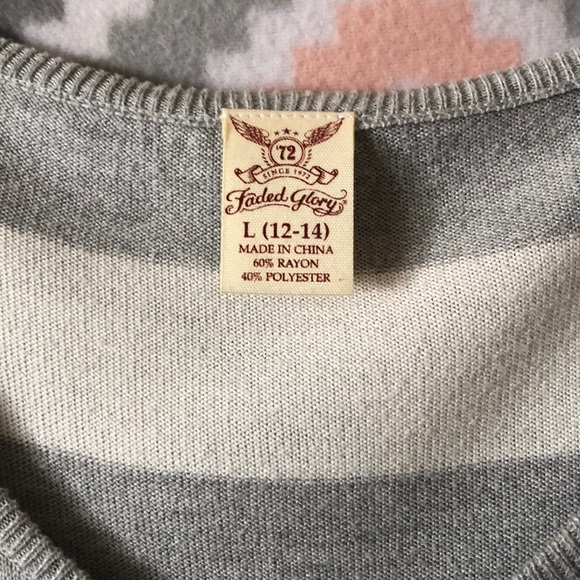 '72
SINCE 1972
Faded Glory®
L (12-14)
MADE IN CHINA
60% RAYON
40% POLYESTER